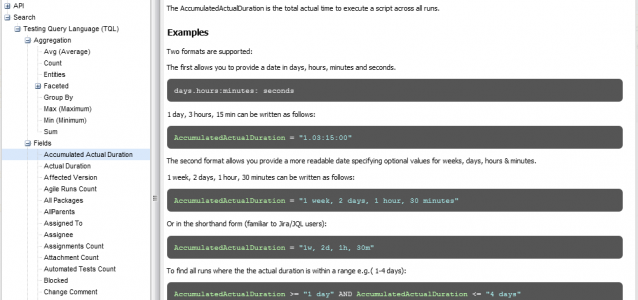 API
Search
Testing Query Language (TQL)
Aggregation
Avg (Average)
Count
Entities
Faceted
Group By
Max (Maximum)
Min (Minimum)
Sum
Fields
Accumulated Actual Duration
Actual Duration
Affected Version
Agile Runs Count
All Packages
AllParents
Assigned To
Assignee
Assignments Count
Attachment Count
Automated Tests Count
Blocked
Change Comment
The AccumulatedActualDuration is the total actual time to execute a script across all runs.
Examples
Two formats are supported:
The first allows you to provide a date in days, hours, minutes and seconds.
days.hours:minutes: seconds
1 day, 3 hours, 15 min can be written as follows:
AccumulatedActualDuration = "1.03:15:00"
The second format allows you provide a more readable date specifying optional values for weeks, days, hours & minutes.
1 week, 2 days, 1 hour, 30 minutes can be written as follows:
AccumulatedActualDuration = "1 week, 2 days, 1 hour, 30 minutes"
Or in the shorthand form (familiar to Jira/JQL users):
AccumulatedActualDuration = "1w, 2d, 1h, 30m"
To find all runs where the the actual duration is within a range e.g.( 1-4 days):
AccumulatedActualDuration >= "1 day" AND AccumulatedActualDuration <= "4 days"